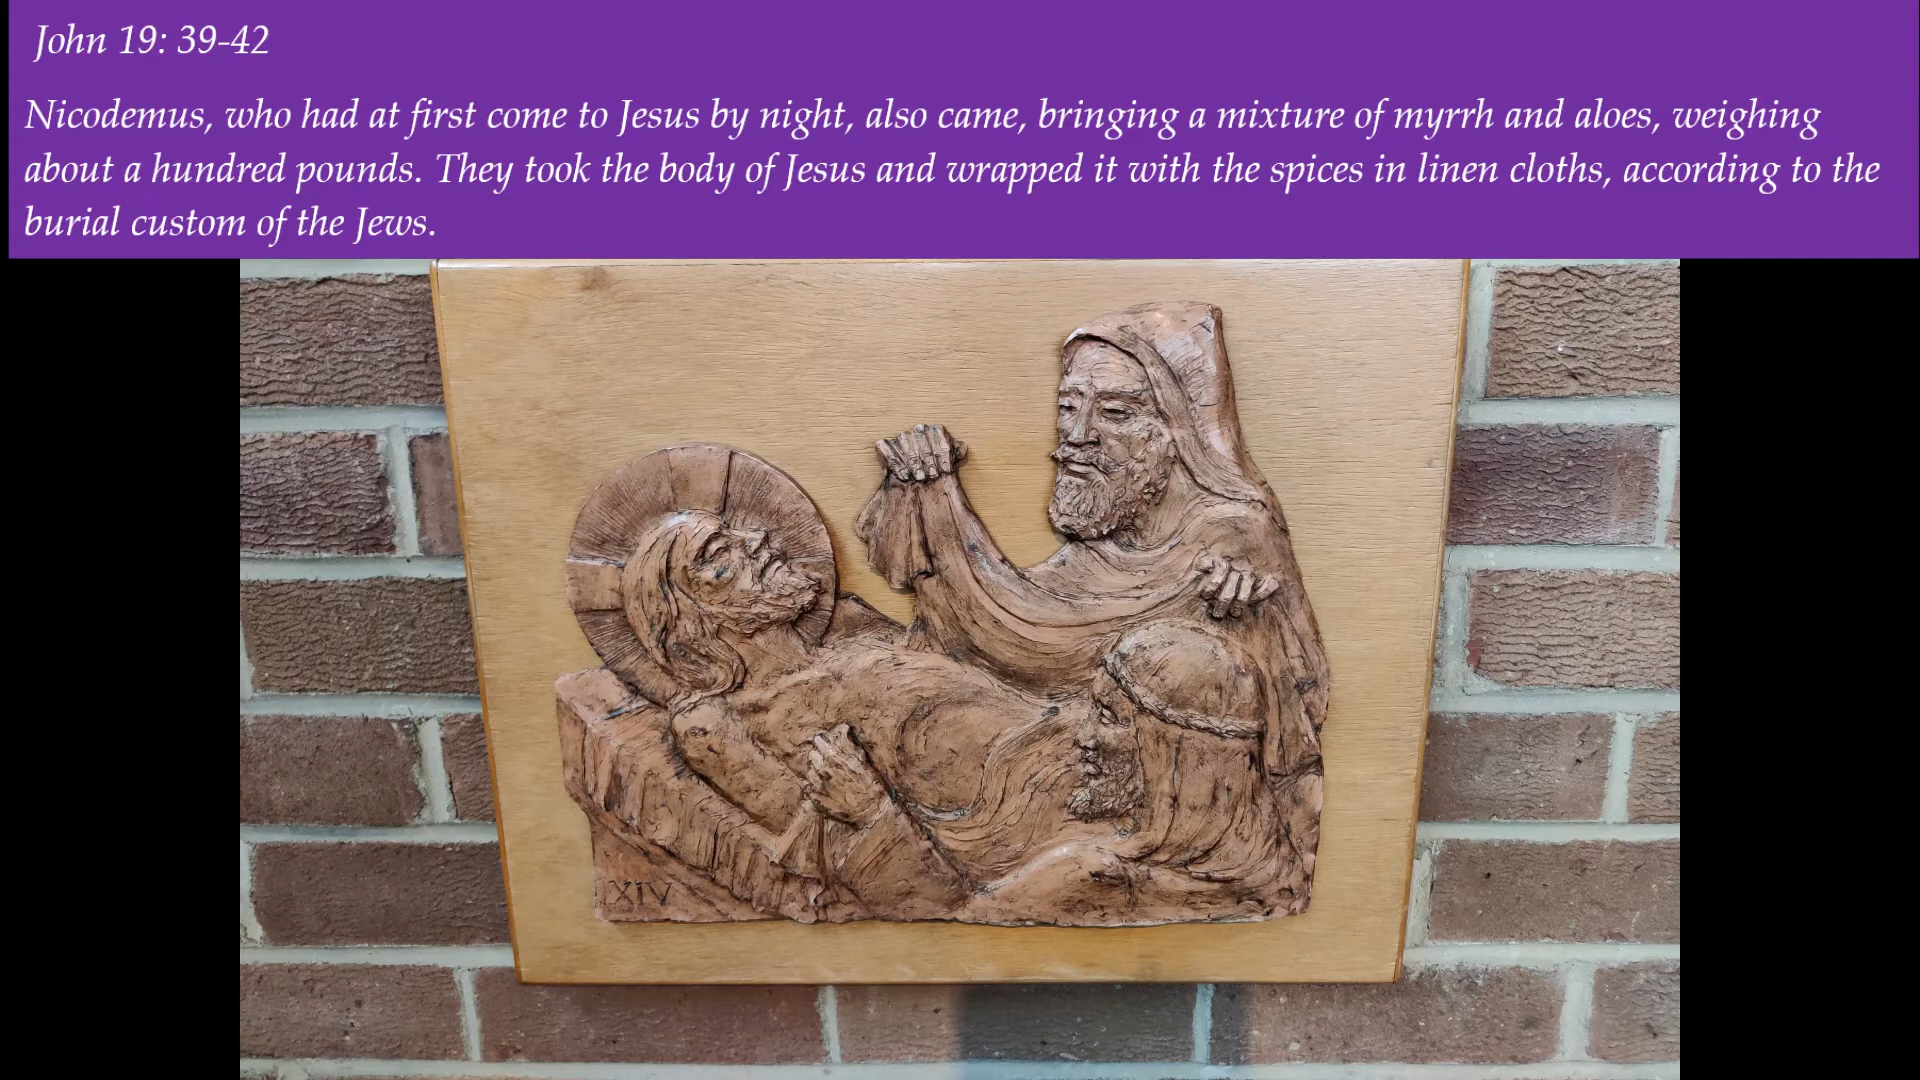 John 19: 39-42
Nicodemus, who had at first come to Jesus by night, also came, bringing a mixture of myrrh and aloes, weighing
about a hundred pounds. They took the body of Jesus and wrapped it with the spices in linen cloths, according to the
burial custom of the Jews.
XIV